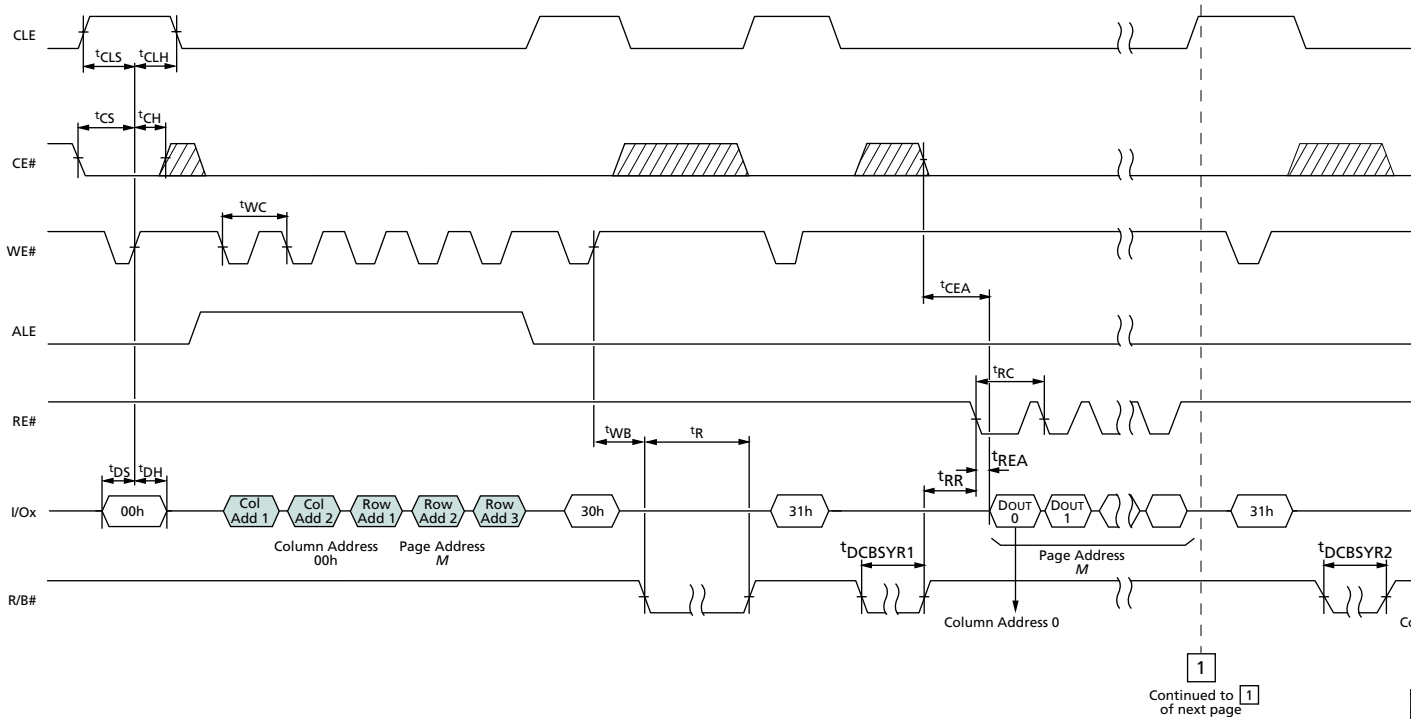 CLE
tCLS tCLH
tCS tCH
CE#
tWC
WE#
tCEA
ALE
tRC
RE#
tWB tR
tREA
tDS tDH
tRR
I/Ox
00h
Col Add 1
Col Add 2
Row Add 1
Row Add 2
Row Add 3
30h
31h
DOUT 0
DOUT 1
31h
Column Address
00h
Page Address
M
tDCBSYR1
Page Address
M
tDCBSYR2
R/B#
Column Address 0
1
Continued to 1
of next page